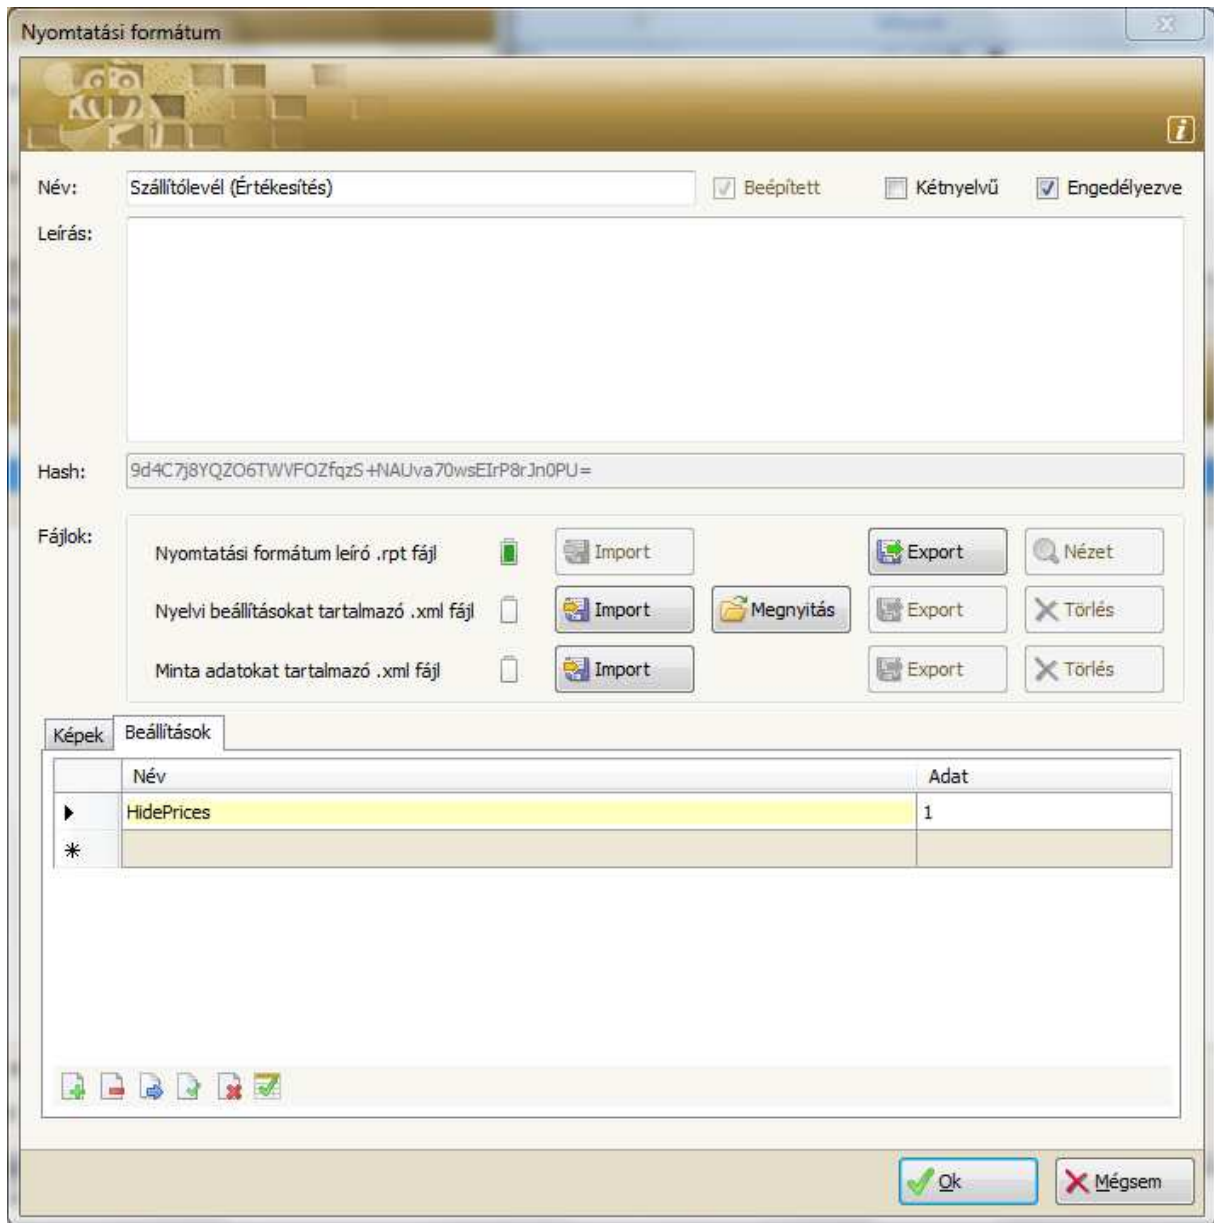 Nyomtatási formátum
Név: Szállítólevél (Értékesítés) Beépített Kétnyelvű Engedélyezve
Leírás:
Hash: 9d4C7j8YQZO6TWVFOZfqzS+NAUva70wsEIrP8rJn0PU=
Fájlok:
Nyomtatási formátum leíró .rpt fájl Import Export Nézet
Nyelvi beállításokat tartalmazó .xml fájl Import Megnyitás Export Törlés
Minta adatokat tartalmazó .xml fájl Import Export Törlés
Képek Beállítások
Név Adat
HidePrices 1
Ok Mégsem